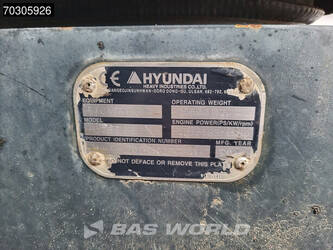 70305926
CE HYUNDAI
HEAVY INDUSTRIES CO.,LTD.
EQUIPMENT
OPERATING WEIGHT
MODEL
ENGINE POWER(PS/KW/rpm)
PRODUCT IDENTIFICATION NUMBER
MFG. YEAR
DO NOT DEFACE OR REMOVE THIS PLATE
BAS WORLD